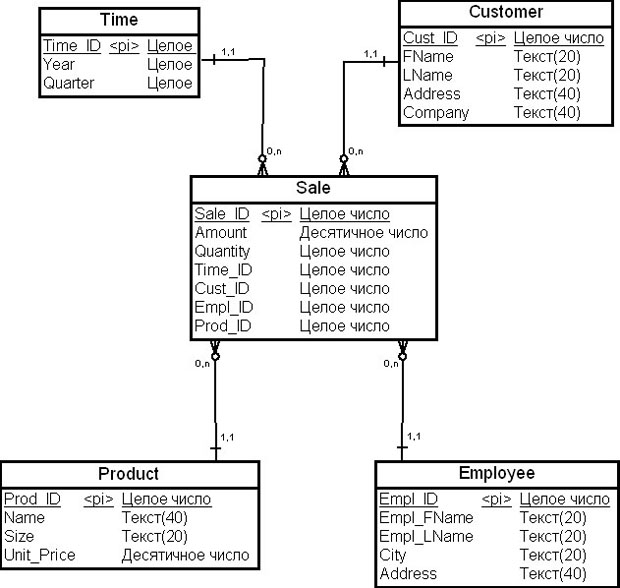 Time
Time_ID <pi> Целое
Year Целое
Quarter Целое
Customer
Cust_ID <pi> Целое число
FName Текст(20)
LName Текст(20)
Address Текст(40)
Company Текст(40)
1,1
1,1
0,n
0,n
Sale
Sale_ID <pi> Целое число
Amount Десятичное число
Quantity Целое число
Time_ID Целое число
Cust_ID Целое число
Empl_ID Целое число
Prod_ID Целое число
0,n
0,n
1,1
1,1
Product
Prod_ID <pi> Целое число
Name Текст(40)
Size Текст(20)
Unit_Price Десятичное число
Employee
Empl_ID <pi> Целое число
Empl_FName Текст(20)
Empl_LName Текст(20)
City Текст(20)
Address Текст(40)